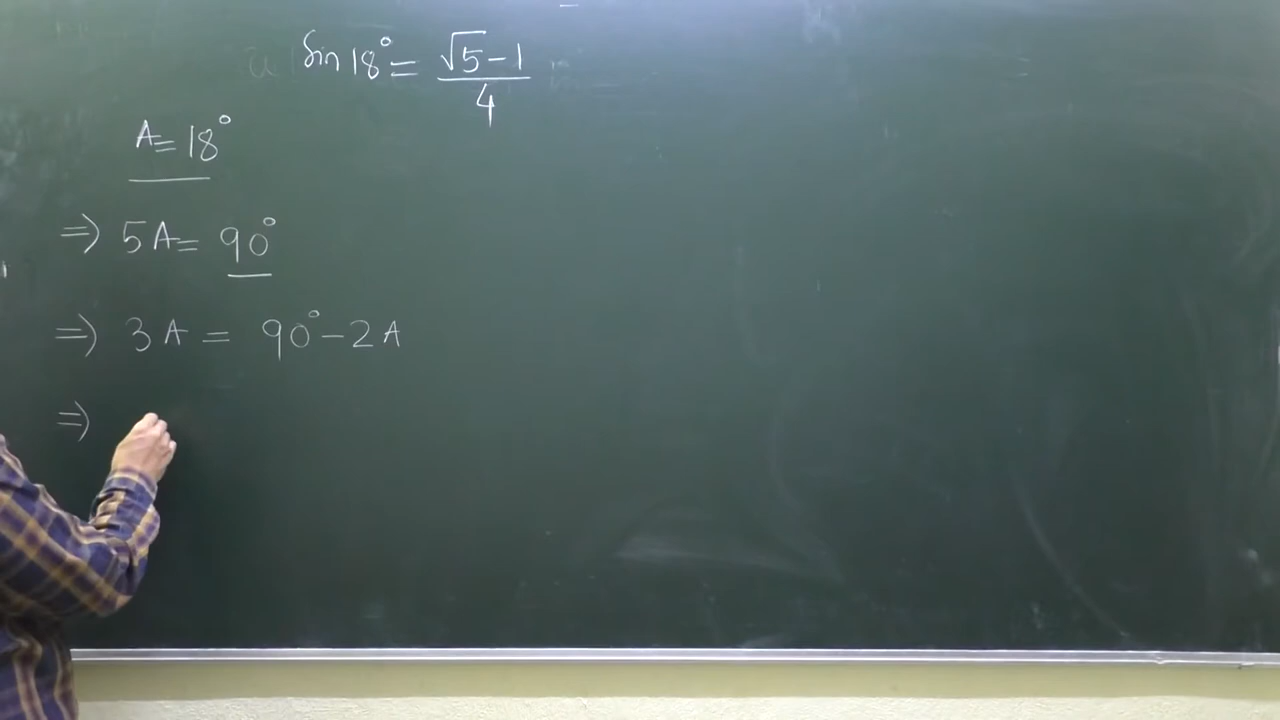 Sin 18° = (√5 - 1)/4
A = 18°
⇒) 5A = 90°
⇒) 3A = 90° - 2A
⇒)